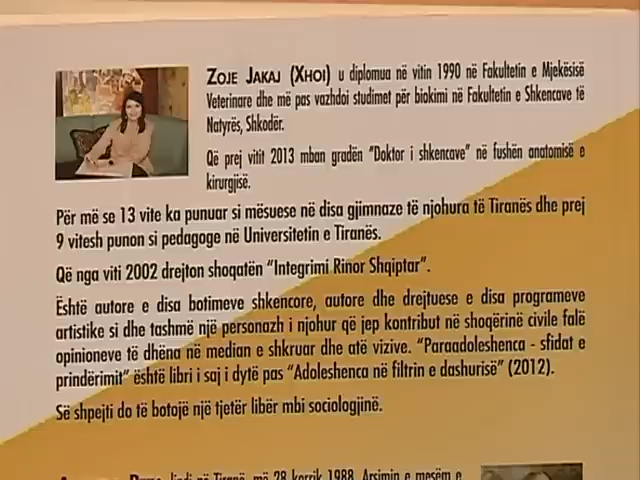 ZOJE JAKAJ (XHOI) u diplomua në vitin 1990 në Fakultetin e Mjekësisë
Veterinare dhe më pas vazhdoi studimet për biokimi në Fakultetin e Shkencave të
Natyrës, Shkodër.
Që prej vitit 2013 mban gradën "Doktor i shkencave" në fushën anatomisë e
kirurgjisë.
Për më se 13 vite ka punuar si mësuese në disa gjimnaze të njohura të Tiranës dhe prej
9 vitesh punon si pedagoge në Universitetin e Tiranës.
Që nga viti 2002 drejton shoqatën "Integrimi Rinor Shqiptar".
Është autore e disa botimeve shkencore, autore dhe drejtuese e disa programeve
artistike si dhe tashmë një personazh i njohur që jep kontribut në shoqërinë civile falë
opinioneve të dhëna në median e shkruar dhe atë vizive. "Paraadoleshenca - sfidat e
prindërimit" është libri i saj i dytë pas "Adoleshenca në filtrin e dashurisë" (2012).
Së shpejti do të botojë një tjetër libër mbi sociologjinë.
lindi në Tiranë, më 28 korrik 1988. Arsimin e mesëm e